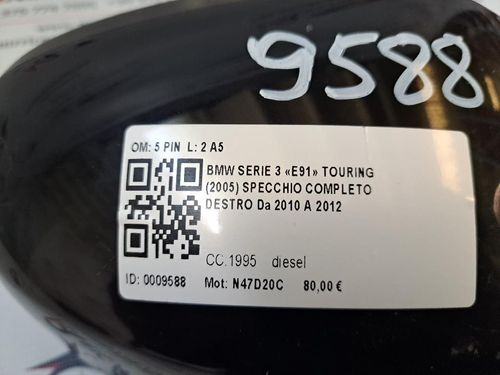 9588
OM: 5 PIN L: 2 A5
BMW SERIE 3 «E91» TOURING
(2005) SPECCHIO COMPLETO
DESTRO Da 2010 A 2012
CC.1995 diesel
ID: 0009588 Mot: N47D20C 80,00 €